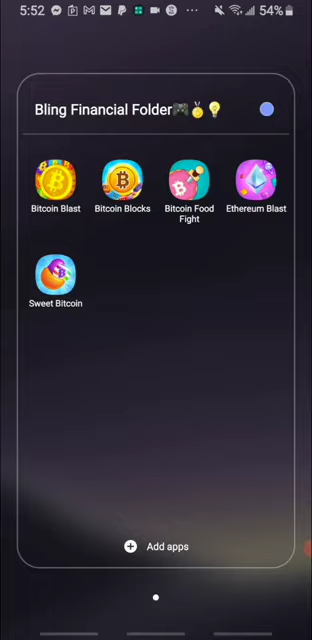 5:52
54%
Bling Financial Folder🎮🏅💡
Bitcoin Blast
Bitcoin Blocks
Bitcoin Food
Fight
Ethereum Blast
Sweet Bitcoin
Add apps